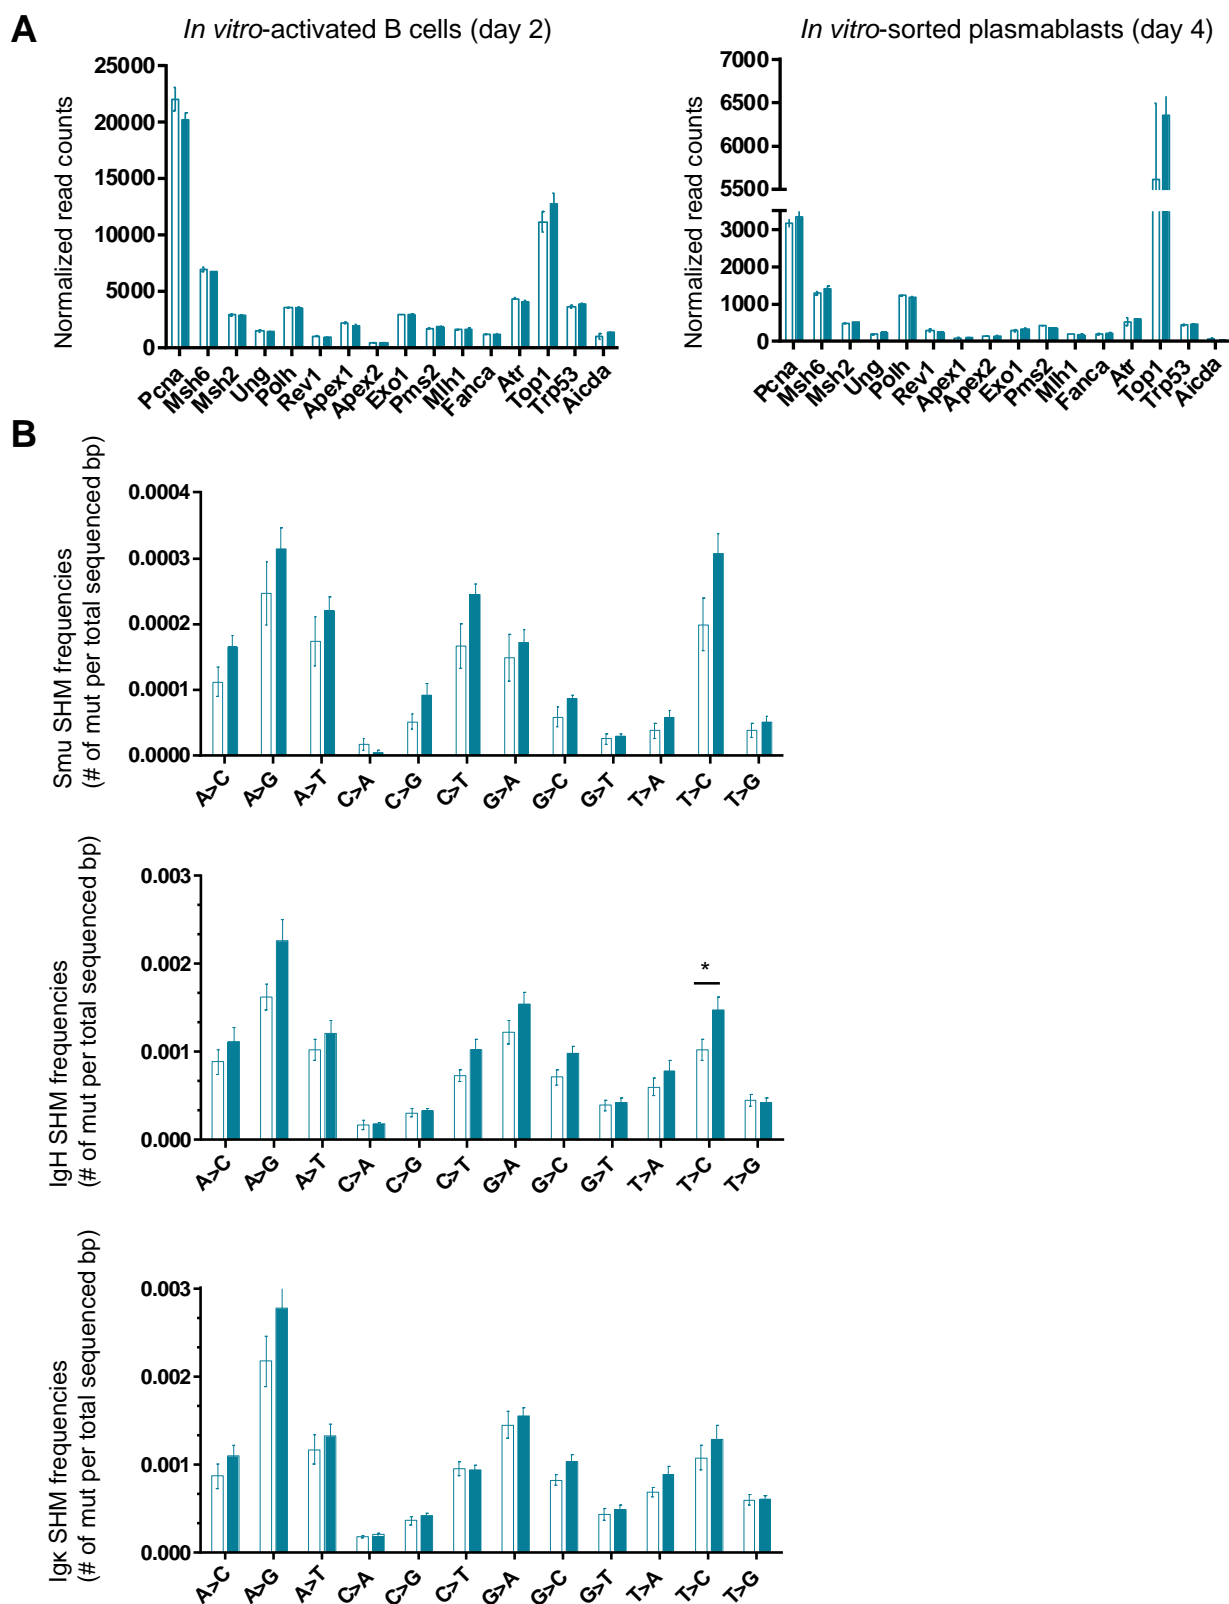 A
In vitro-activated B cells (day 2)
In vitro-sorted plasmablasts (day 4)
Normalized read counts
25000
20000
15000
10000
5000
0
Pcna
Msh6
Msh2
Ung
Polh
Rev1
Apex1
Apex2
Exo1
Pms2
Mlh1
Fanca
Atr
Top1
Trp53
Aicda
Normalized read counts
7000
6500
6000
5500
3000
2000
1000
0
Pcna
Msh6
Msh2
Ung
Polh
Rev1
Apex1
Apex2
Exo1
Pms2
Mlh1
Fanca
Atr
Top1
Trp53
Aicda
B
Smu SHM frequencies
(# of mut per total sequenced bp)
0.0004
0.0003
0.0002
0.0001
0.0000
A>C
A>G
A>T
C>A
C>G
C>T
G>A
G>C
G>T
T>A
T>C
T>G
IgH SHM frequencies
(# of mut per total sequenced bp)
0.003
0.002
0.001
0.000
*
A>C
A>G
A>T
C>A
C>G
C>T
G>A
G>C
G>T
T>A
T>C
T>G
Igκ SHM frequencies
(# of mut per total sequenced bp)
0.003
0.002
0.001
0.000
A>C
A>G
A>T
C>A
C>G
C>T
G>A
G>C
G>T
T>A
T>C
T>G